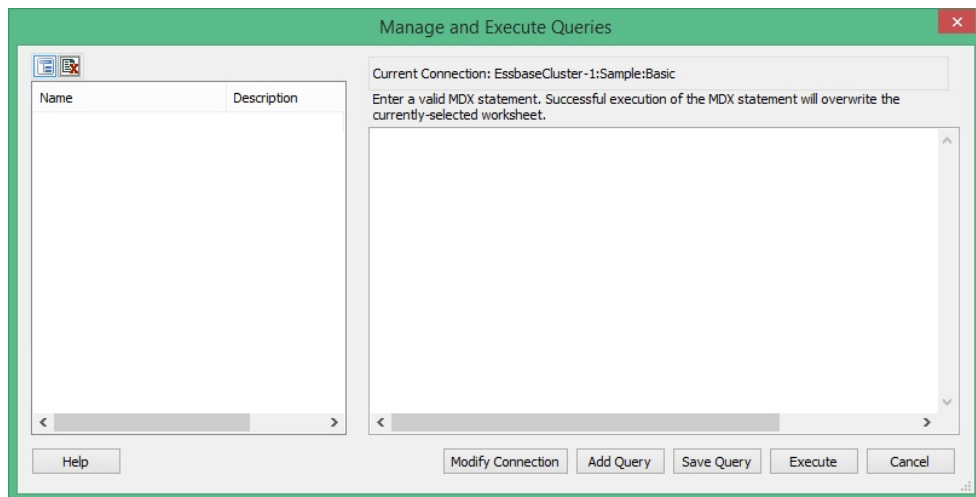 Manage and Execute Queries
Name Description
Current Connection: EssbaseCluster-1:Sample:Basic
Enter a valid MDX statement. Successful execution of the MDX statement will overwrite the
currently-selected worksheet.
Help Modify Connection Add Query Save Query Execute Cancel